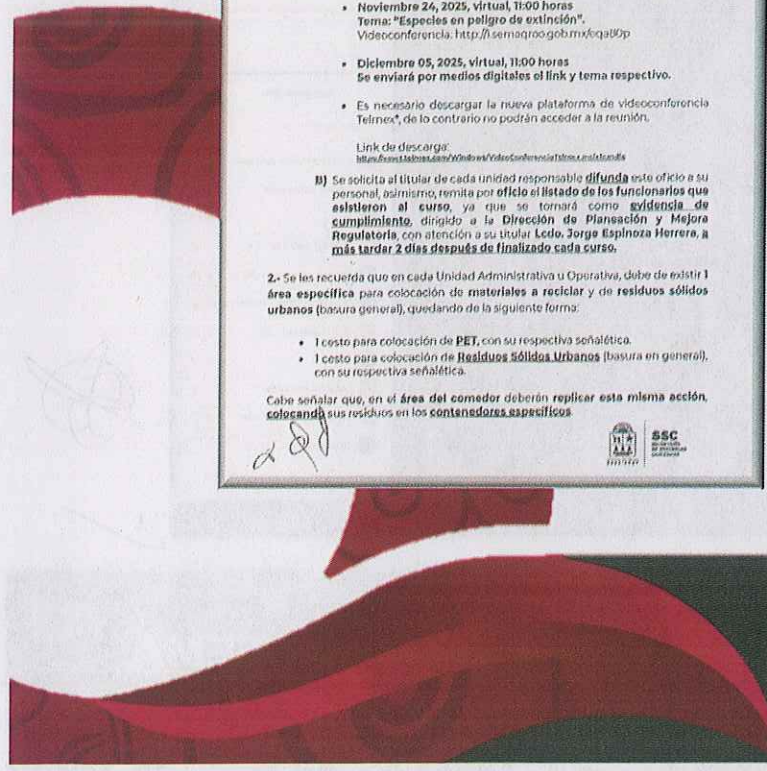 • Noviembre 24, 2025, virtual, 11:00 horas
Tema: "Especies en peligro de extinción".
Videoconferencia: http://i.semaqroo.gob.mx/
• Diciembre 05, 2025, virtual, 11:00 horas
Se enviará por medios digitales el link y tema respectivo.
• Es necesario descargar la nueva plataforma de videoconferencia
Telmex", de lo contrario no podrán acceder a la reunión.
Link de descarga:
B) Se solicita al titular de cada unidad responsable difunda este oficio a su
personal, asimismo, remita por oficio el listado de los funcionarios que
asistieron al curso, ya que se tomará como evidencia de
cumplimiento, dirigido a la Dirección de Planeación y Mejora
Regulatoria, con atención a su titular Lcdo. Jorge Espinoza Herrera, a
más tardar 2 días después de finalizado cada curso.
2.- Se les recuerda que en cada Unidad Administrativa u Operativa, debe de existir 1
área específica para colocación de materiales a reciclar y de residuos sólidos
urbanos (basura general), quedando de la siguiente forma:
• 1 cesto para colocación de PET, con su respectiva señalética.
• 1 cesto para colocación de Residuos Sólidos Urbanos (basura en general),
con su respectiva señalética.
Cabe señalar que, en el área del comedor deberán replicar esta misma acción,
colocando sus residuos en los contenedores específicos.
SSC